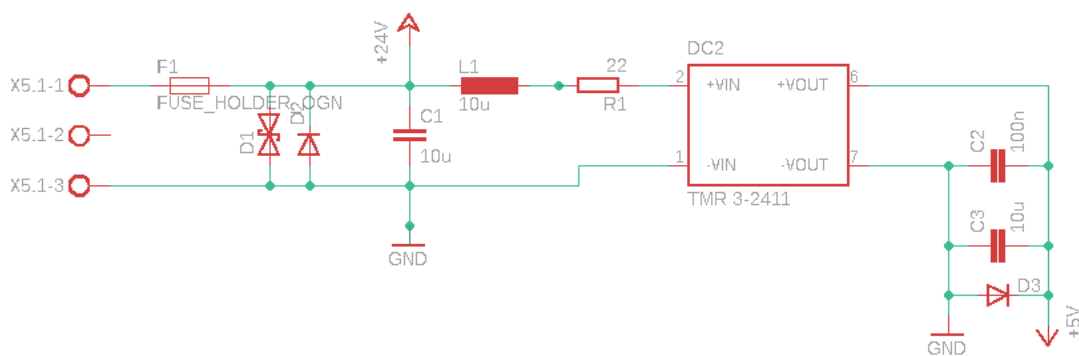 +24V
DC2
F1
L1
22
2
6
X5.1-1
+VIN
+VOUT
FUSE_HOLDER_OGN
10u
R1
D2
C1
C2
100n
X5.1-2
D1
10u
1
7
-VIN
-VOUT
X5.1-3
TMR 3-2411
C3
10u
GND
D3
+5V
GND